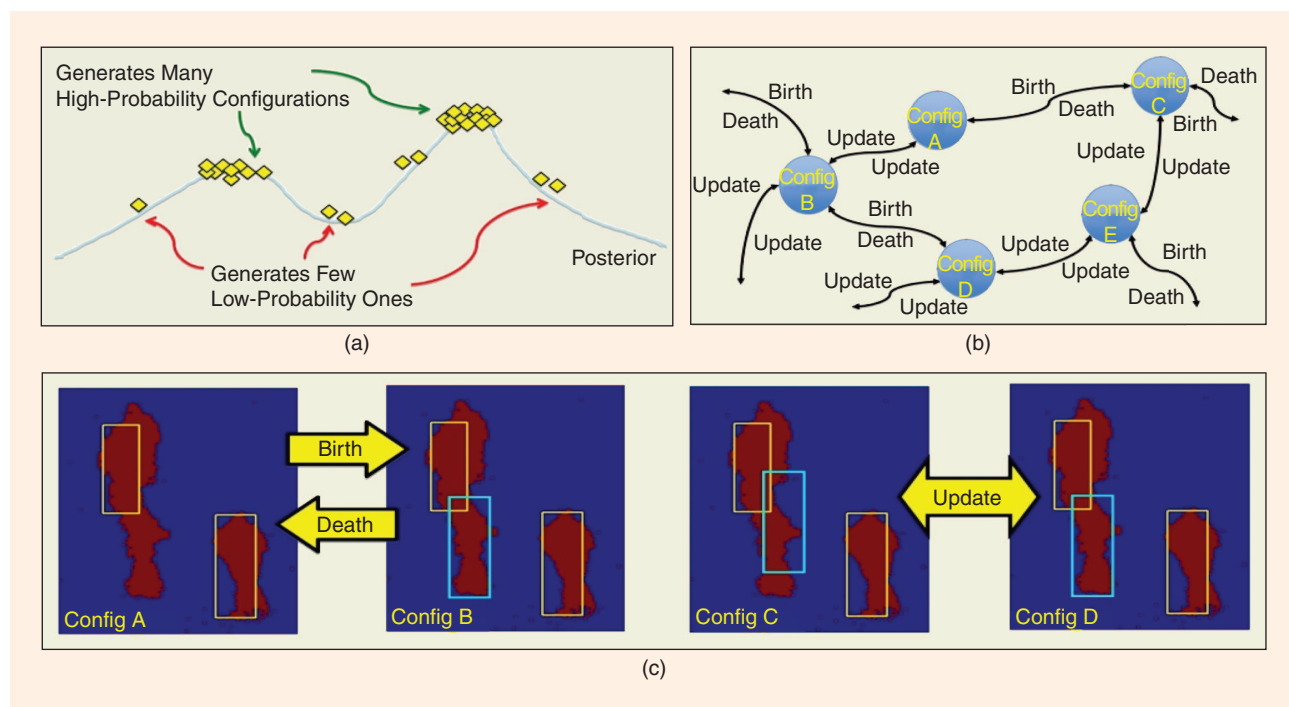 Generates Many
High-Probability Configurations
Generates Few
Low-Probability Ones
Posterior
(a)
Birth
Death
Update
Update
Config
A
Birth
Death
Config
C
Death
Birth
Update
Update
Config
B
Update
Update
Birth
Death
Config
D
Update
Update
Update
Update
Config
E
Birth
Death
(b)
Config A
Birth
Death
Config B
Config C
Update
Config D
(c)